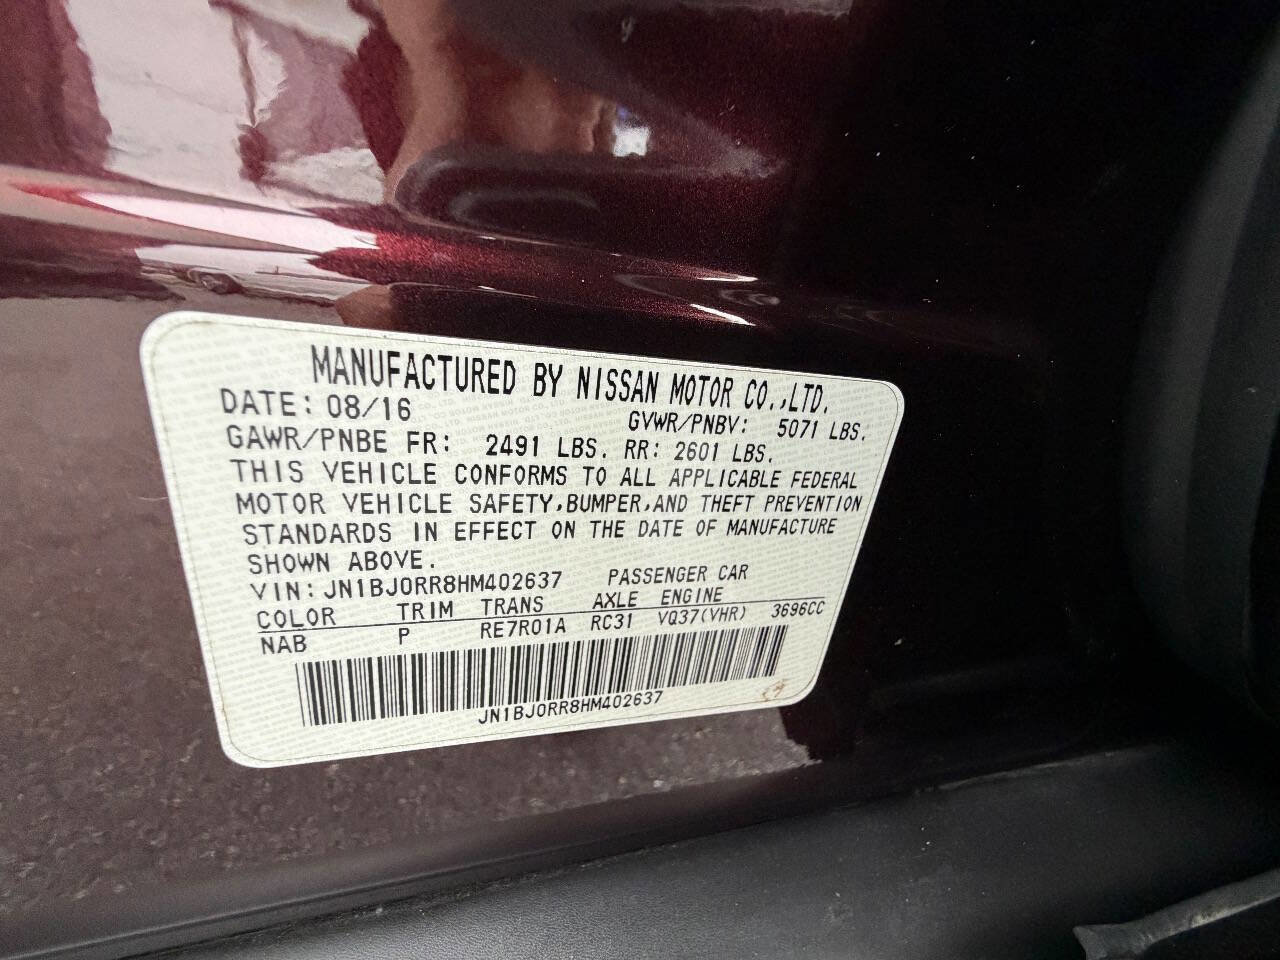 MANUFACTURED BY NISSAN MOTOR CO.,LTD.
DATE: 08/16 GVWR/PNBV: 5071 LBS.
GAWR/PNBE FR: 2491 LBS. RR: 2601 LBS.
THIS VEHICLE CONFORMS TO ALL APPLICABLE FEDERAL
MOTOR VEHICLE SAFETY,BUMPER,AND THEFT PREVENTION
STANDARDS IN EFFECT ON THE DATE OF MANUFACTURE
SHOWN ABOVE.
VIN: JN1BJ0RR8HM402637 PASSENGER CAR
COLOR TRIM TRANS AXLE ENGINE
NAB P RE7R01A RC31 VQ37(VHR) 3696CC
JN1BJ0RR8HM402637